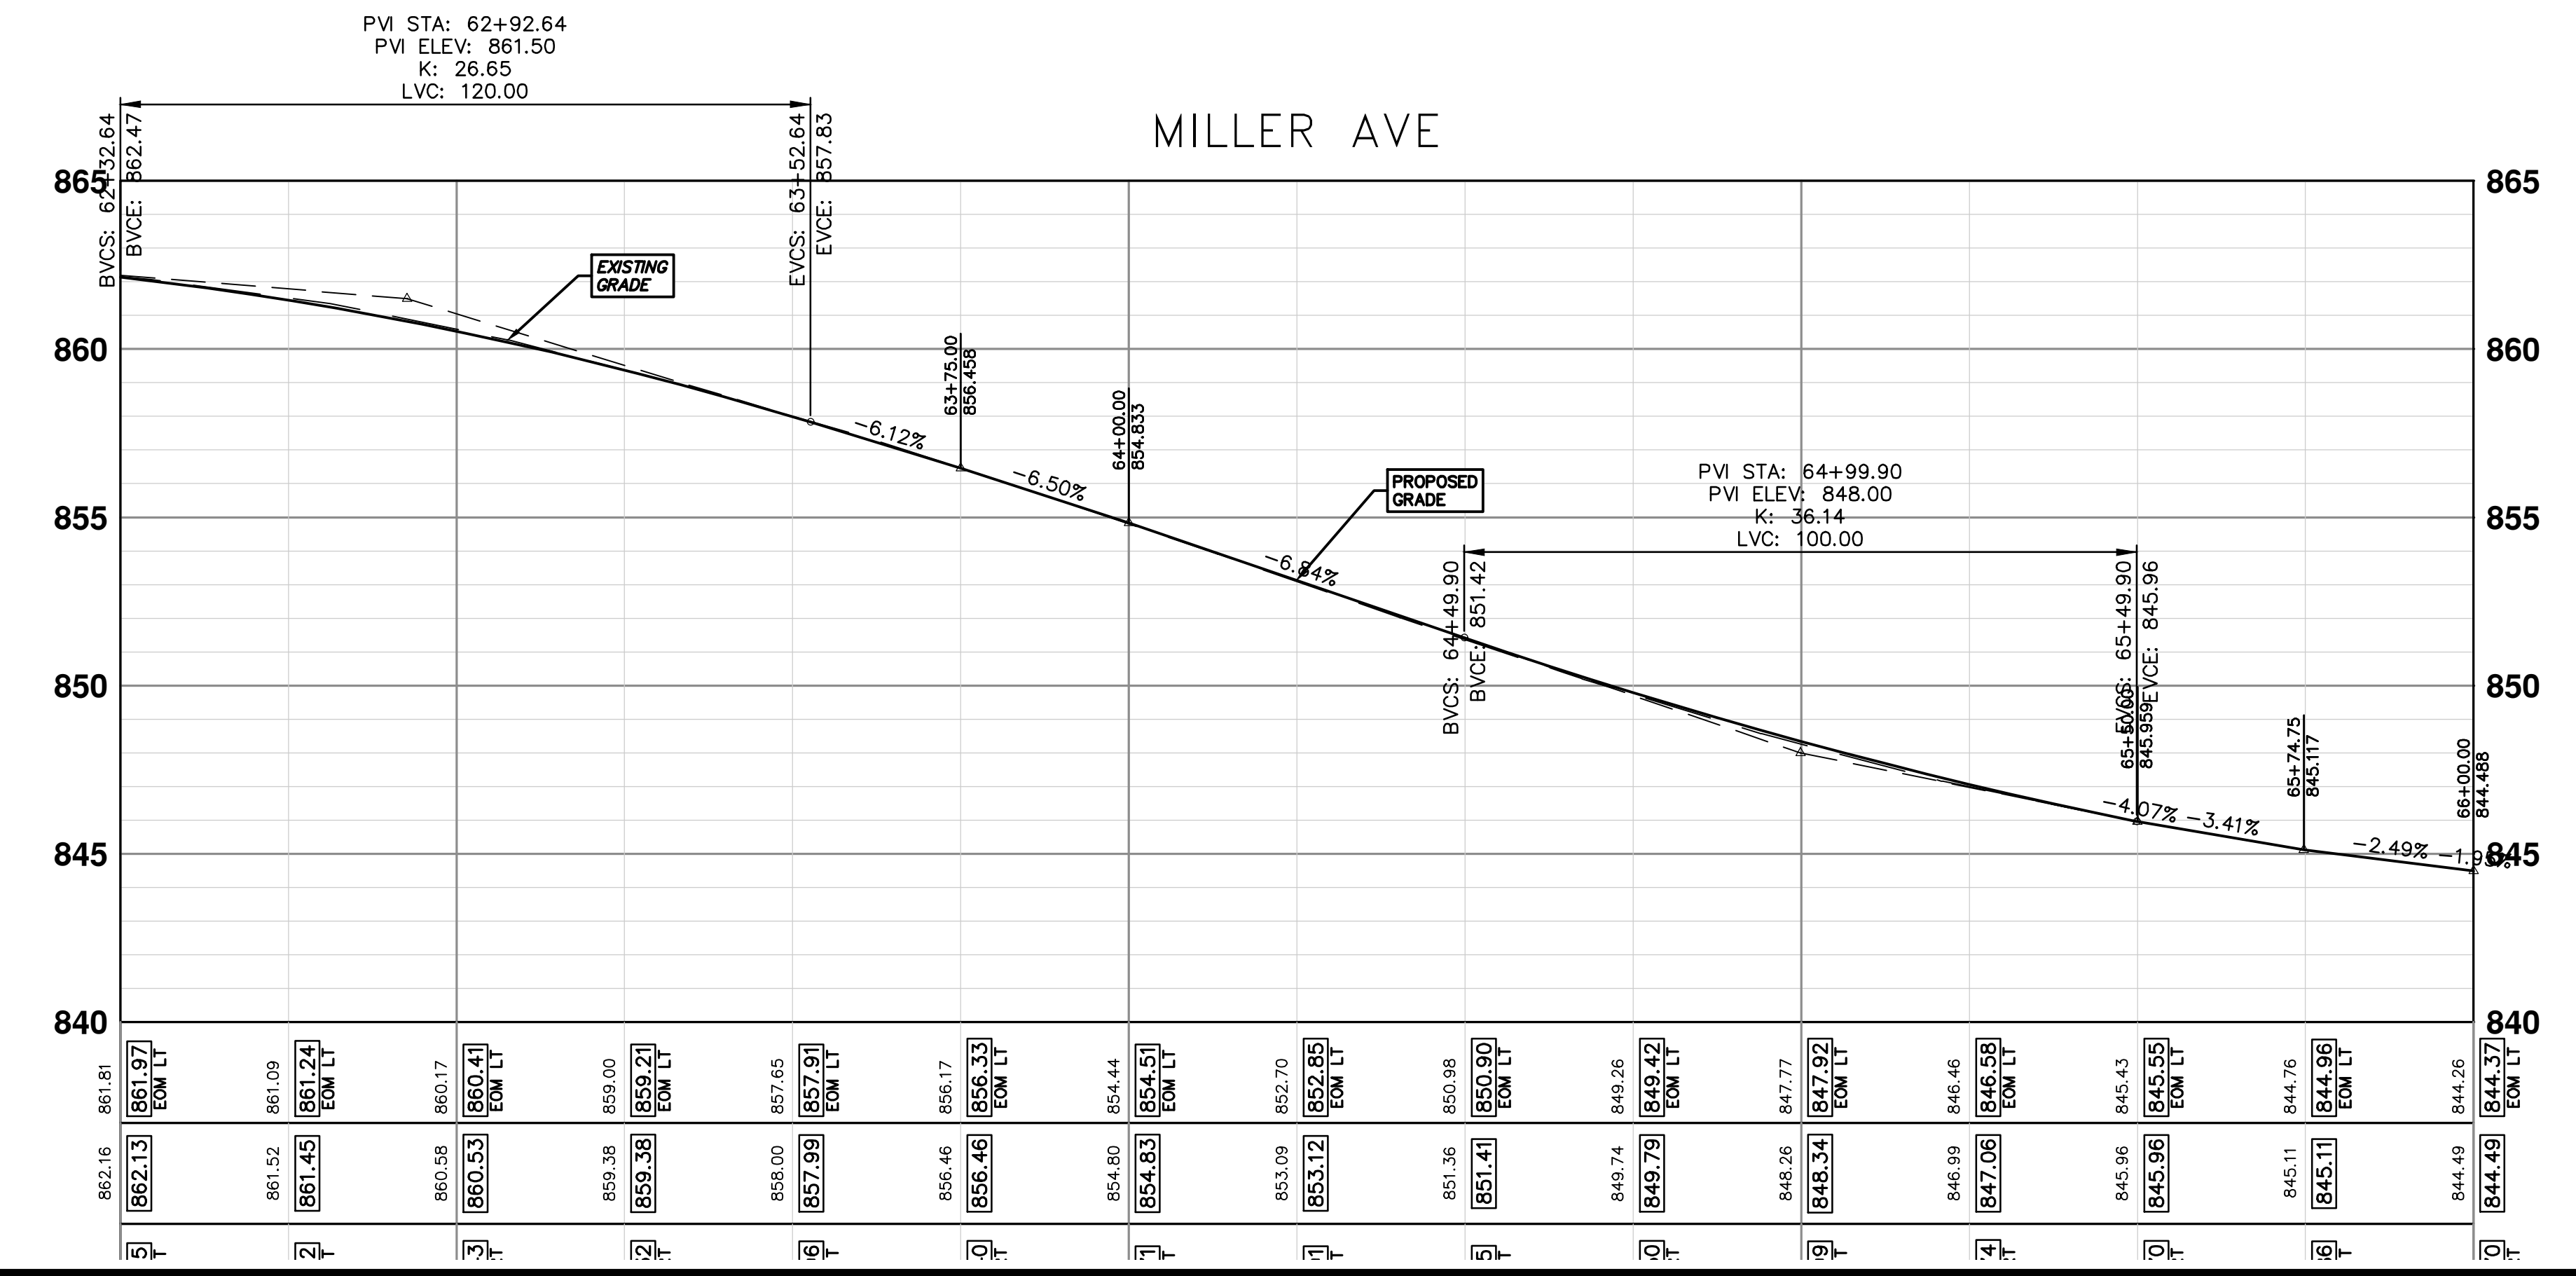 PVI STA: 62+92.64
PVI ELEV: 861.50
K: 26.65
LVC: 120.00
MILLER AVE
BVCS: 62+32.64
BVCE: 862.47
EVCS: 63+52.64
EVCE: 857.83
865
865
EXISTING
GRADE
860
860
63+75.00
856.458
64+00.00
854.833
-6.12%
-6.50%
PROPOSED
GRADE
PVI STA: 64+99.90
PVI ELEV: 848.00
K: 36.14
LVC: 100.00
855
855
-6.84%
BVCS: 64+49.90
BVCE: 851.42
EVCS: 65+49.90
EVCE: 845.96
850
850
65+50.00
845.959
65+74.75
845.117
66+00.00
844.488
-4.07%
-3.41%
-2.49%
845
845
840
840
861.81 861.97 EOM LT 861.09 861.24 EOM LT 860.17 860.41 EOM LT 859.00 859.21 EOM LT 857.65 857.91 EOM LT 856.17 856.33 EOM LT 854.44 854.51 EOM LT 852.70 852.85 EOM LT 850.98 850.90 EOM LT 849.26 849.42 EOM LT 847.77 847.92 EOM LT 846.46 846.58 EOM LT 845.43 845.55 EOM LT 844.76 844.96 EOM LT 844.26 844.37 EOM LT
862.16 862.13 861.52 861.45 860.58 860.53 859.38 859.38 858.00 857.99 856.46 856.46 854.80 854.83 853.09 853.12 851.36 851.41 849.74 849.79 848.26 848.34 846.99 847.06 845.96 845.96 845.11 845.11 844.49 844.49